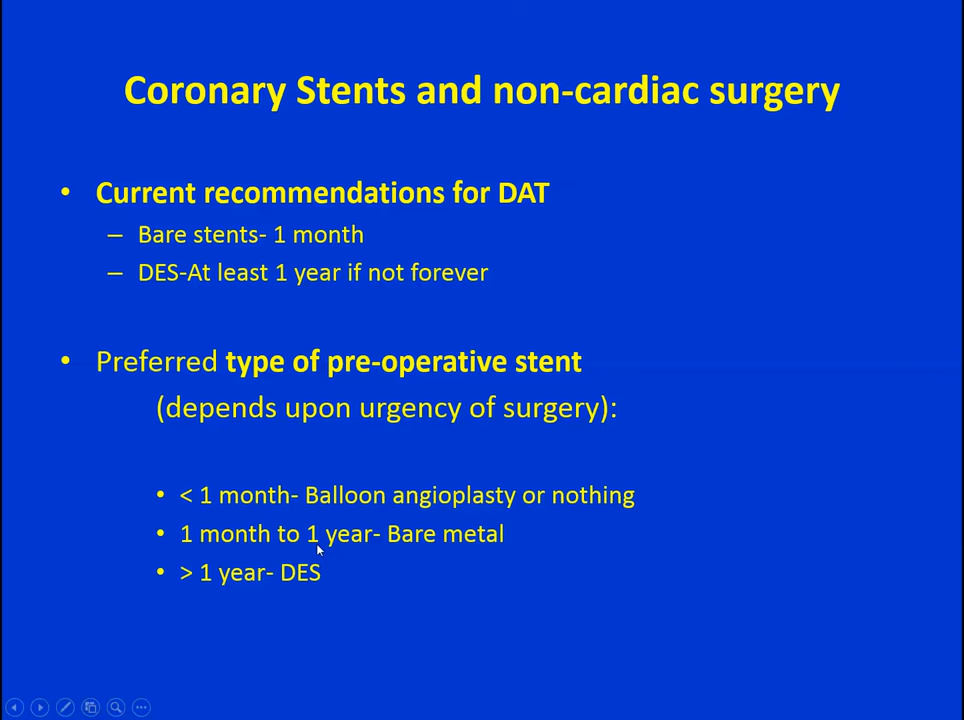 Coronary Stents and non-cardiac surgery
• Current recommendations for DAT
– Bare stents- 1 month
– DES-At least 1 year if not forever
• Preferred type of pre-operative stent
(depends upon urgency of surgery):
• < 1 month- Balloon angioplasty or nothing
• 1 month to 1 year- Bare metal
• > 1 year- DES